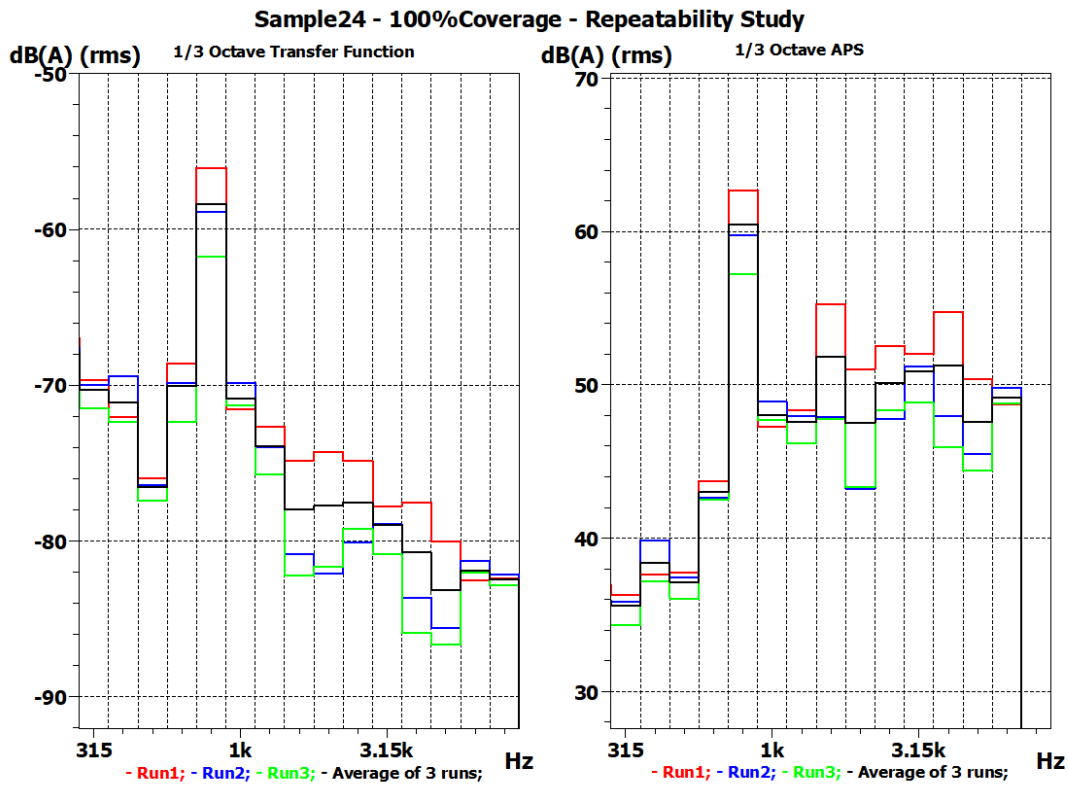 Sample24 - 100%Coverage - Repeatability Study
dB(A) (rms)
1/3 Octave Transfer Function
-50
-60
-70
-80
-90
315
1k
3.15k
Hz
- Run1; - Run2; - Run3; - Average of 3 runs;
dB(A) (rms)
1/3 Octave APS
70
60
50
40
30
315
1k
3.15k
Hz
- Run1; - Run2; - Run3; - Average of 3 runs;